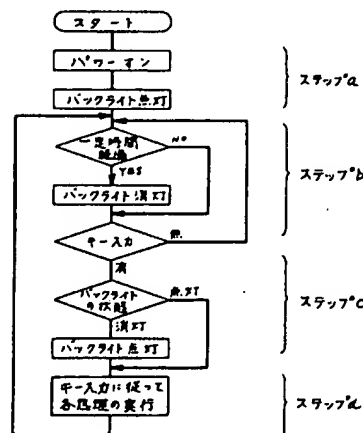 スタート
パワーオン
バックライト点灯
ステップa
一定時間
経過
NO
YES
バックライト消灯
ステップb
キー入力
無
有
バックライト
の状態
点灯
消灯
バックライト点灯
ステップc
キー入力に従って
各処理の実行
ステップd